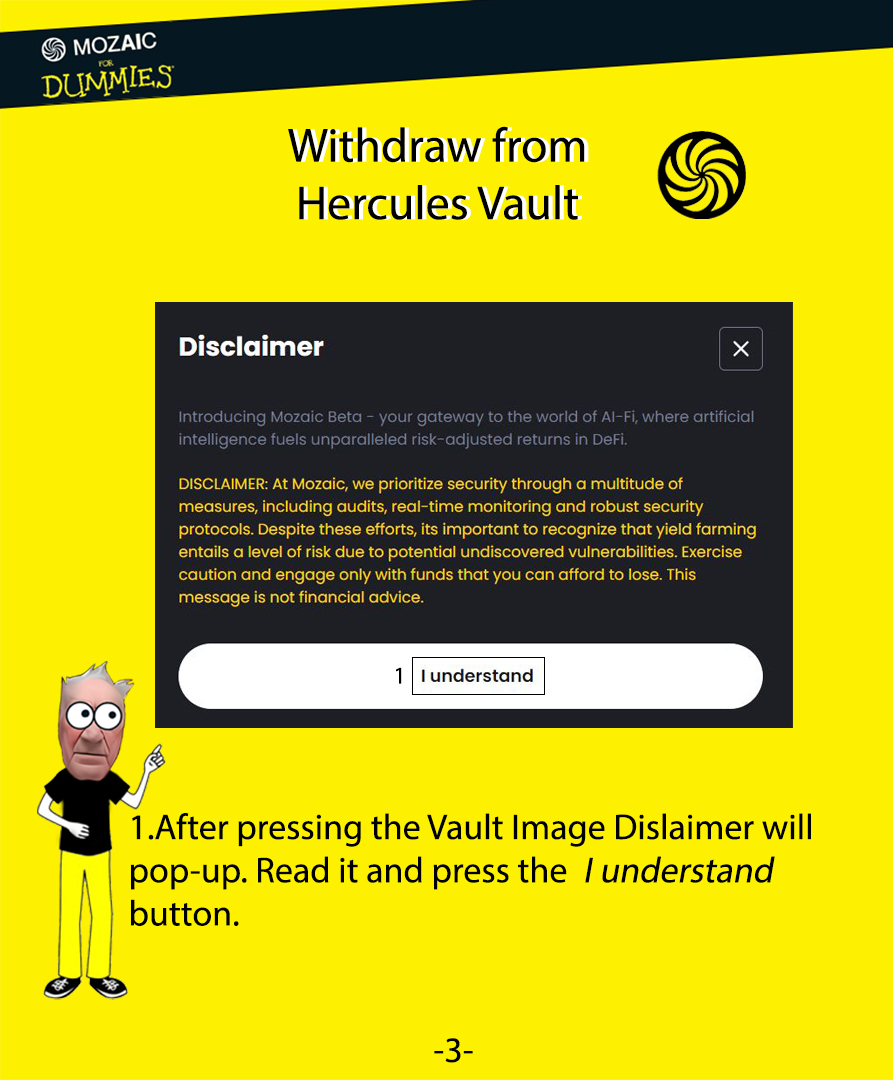 MOZAIC
FOR
DUMMIES
Withdraw from
Hercules Vault
Disclaimer
Introducing Mozaic Beta - your gateway to the world of AI-Fi, where artificial
intelligence fuels unparalleled risk-adjusted returns in DeFi.
DISCLAIMER: At Mozaic, we prioritize security through a multitude of
measures, including audits, real-time monitoring and robust security
protocols. Despite these efforts, its important to recognize that yield farming
entails a level of risk due to potential undiscovered vulnerabilities. Exercise
caution and engage only with funds that you can afford to lose. This
message is not financial advice.
1 I understand
1.After pressing the Vault Image Dislaimer will
pop-up. Read it and press the I understand
button.
-3-